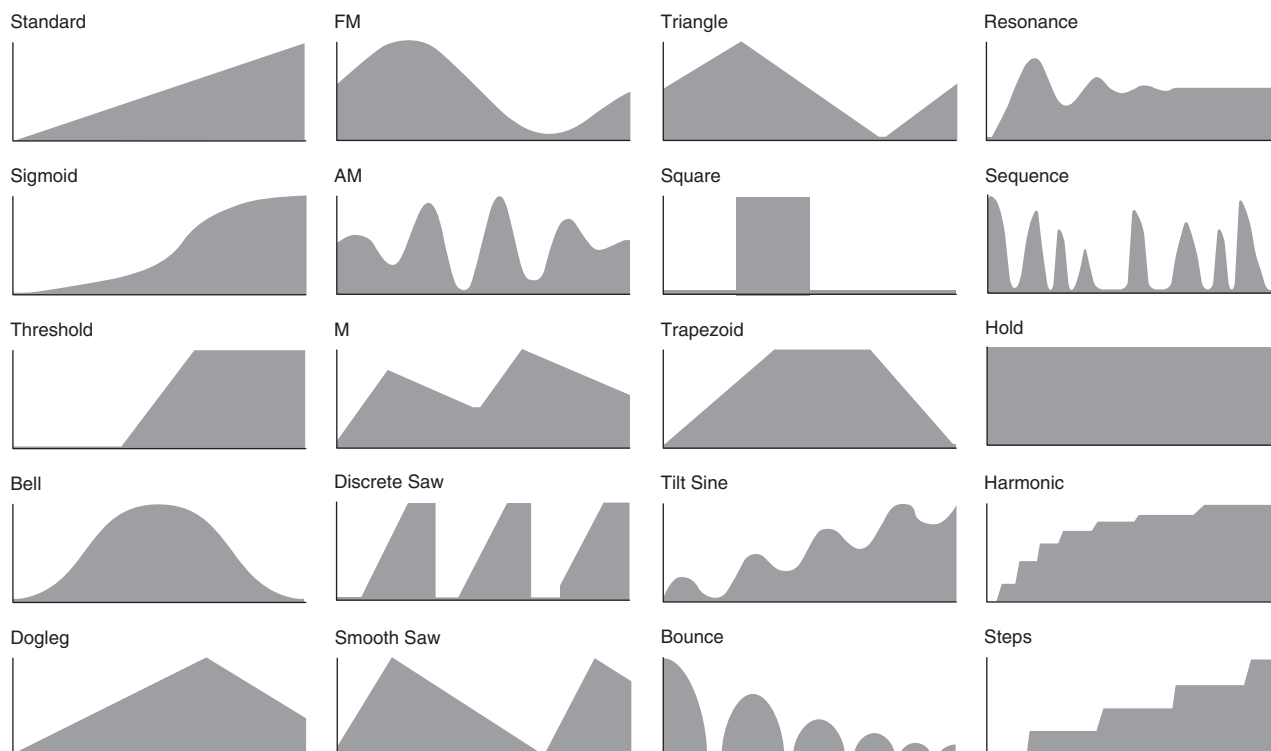 Standard
FM
Triangle
Resonance
Sigmoid
AM
Square
Sequence
Threshold
M
Trapezoid
Hold
Bell
Discrete Saw
Tilt Sine
Harmonic
Dogleg
Smooth Saw
Bounce
Steps